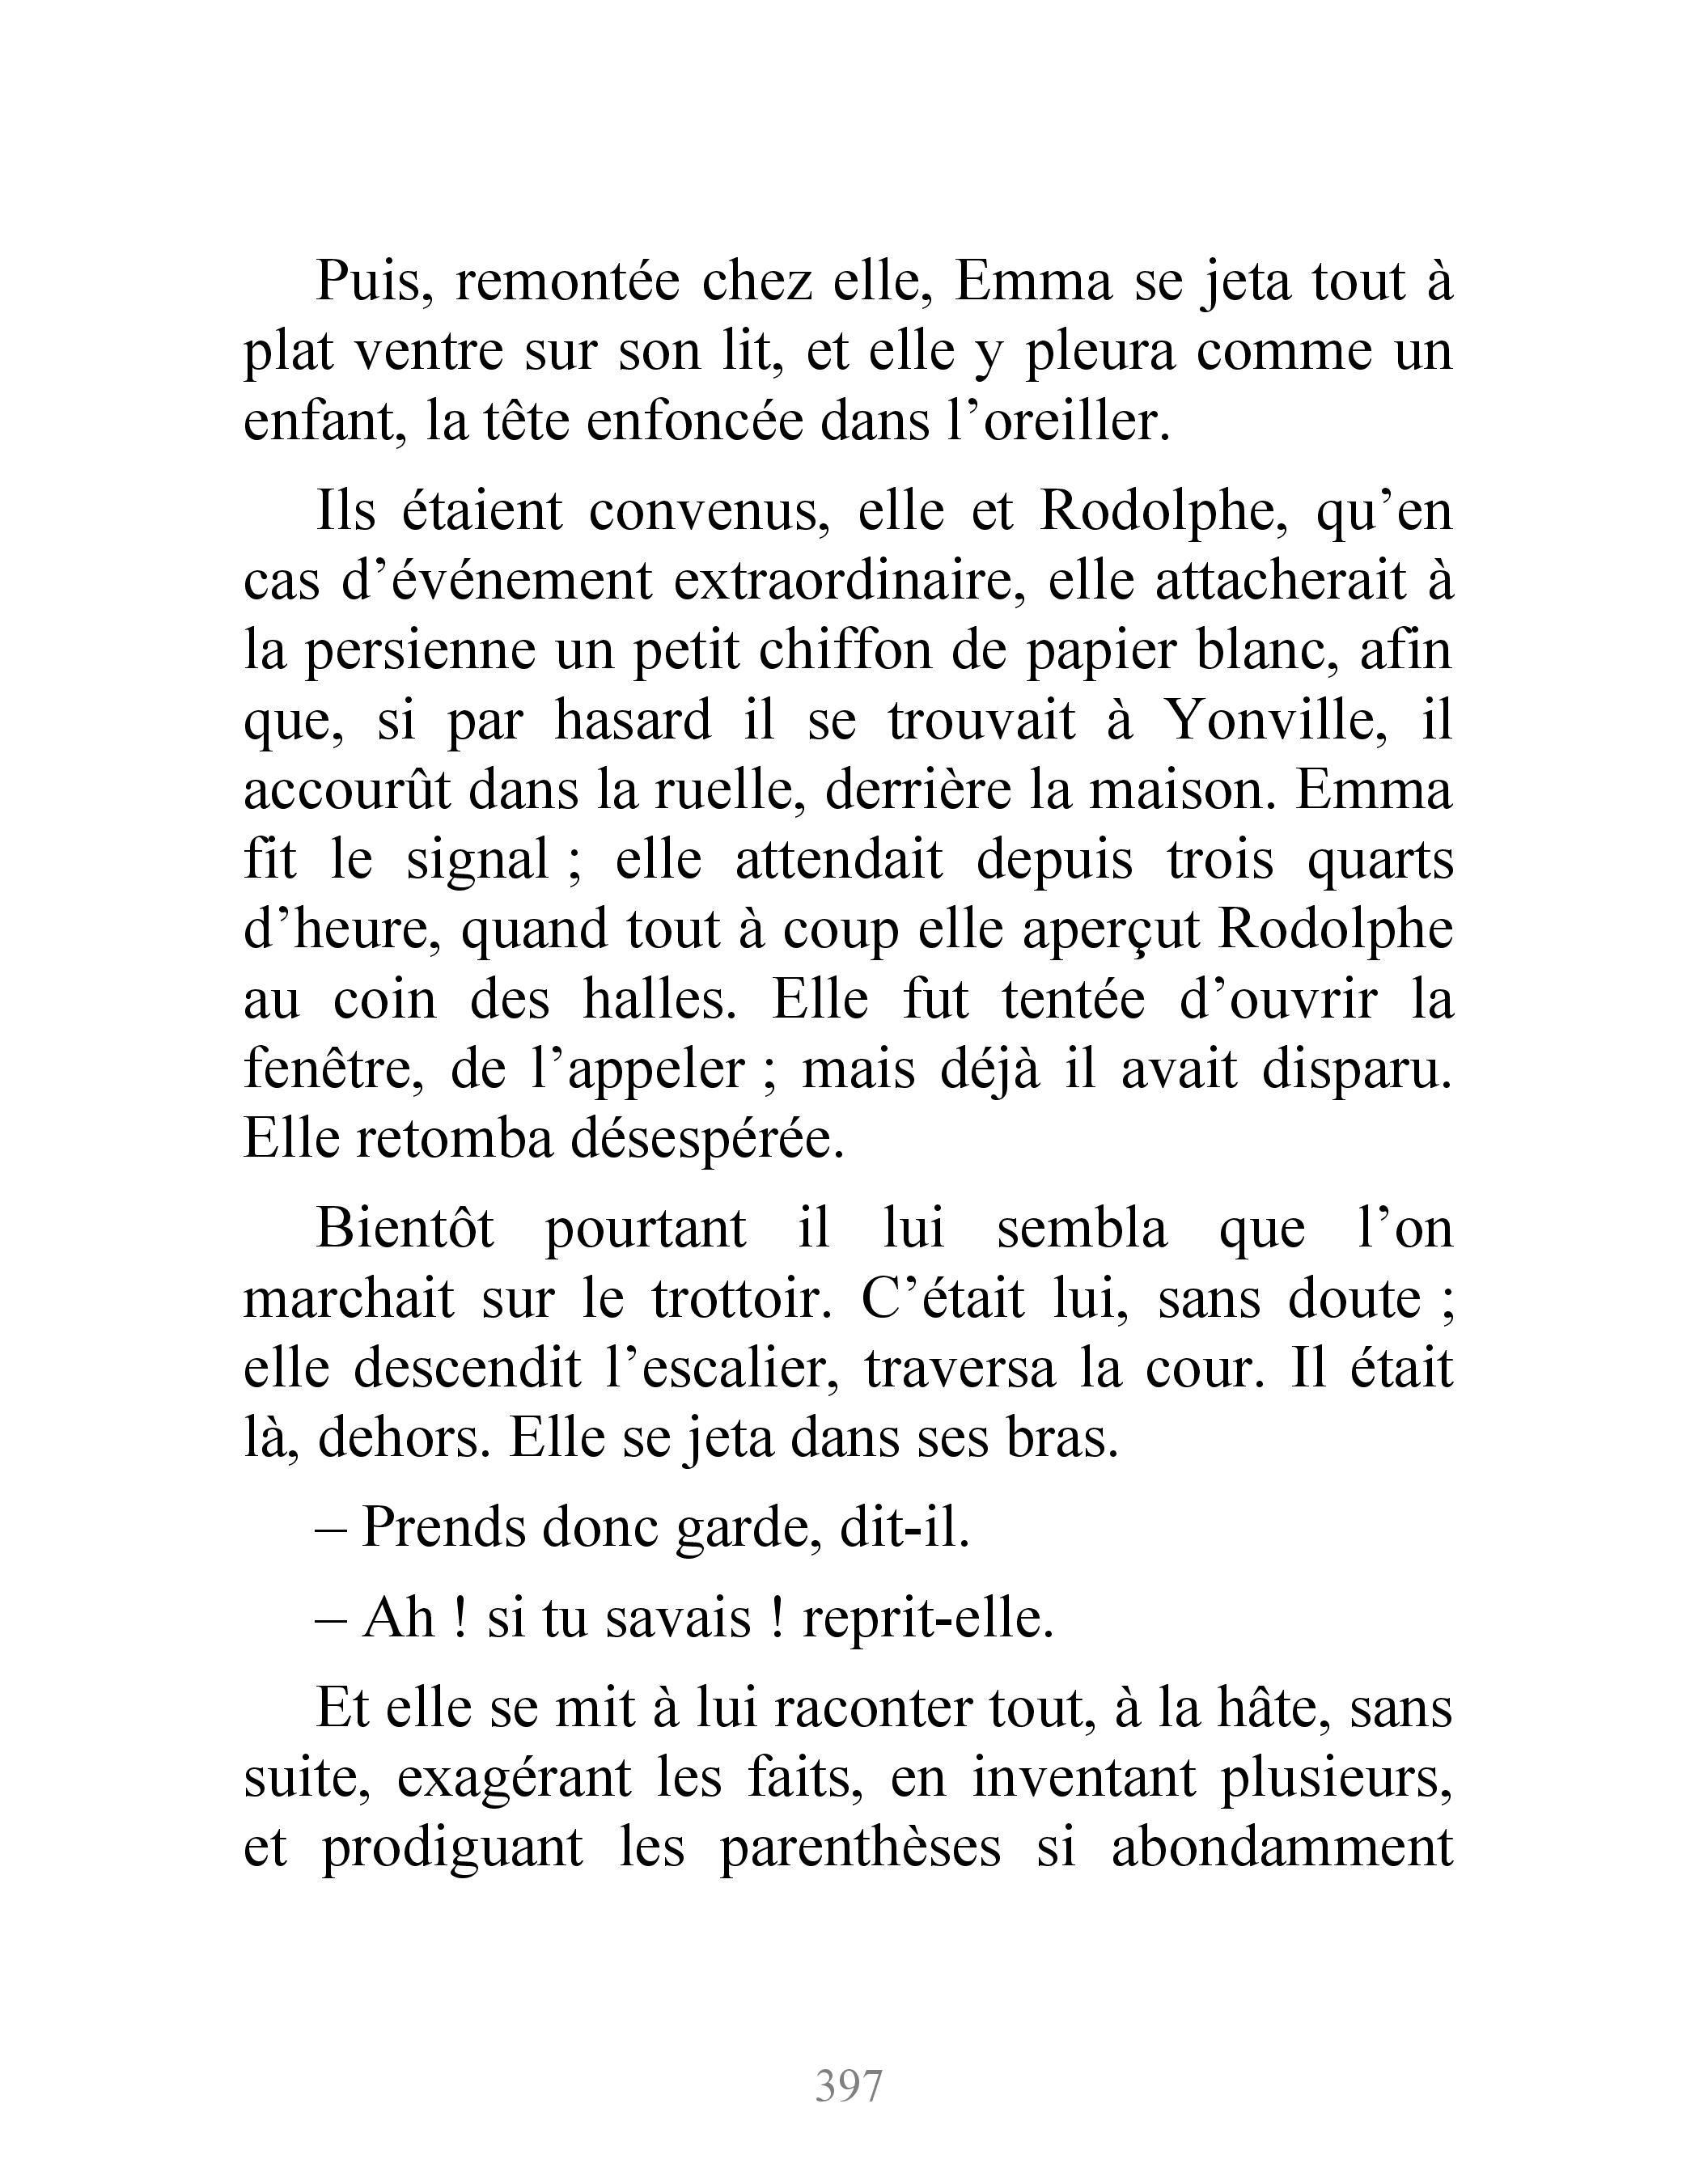 Puis, remontée chez elle, Emma se jeta tout à
plat ventre sur son lit, et elle y pleura comme un
enfant, la tête enfoncée dans l’oreiller.
Ils étaient convenus, elle et Rodolphe, qu’en
cas d’événement extraordinaire, elle attacherait à
la persienne un petit chiffon de papier blanc, afin
que, si par hasard il se trouvait à Yonville, il
accourût dans la ruelle, derrière la maison. Emma
fit le signal ; elle attendait depuis trois quarts
d’heure, quand tout à coup elle aperçut Rodolphe
au coin des halles. Elle fut tentée d’ouvrir la
fenêtre, de l’appeler ; mais déjà il avait disparu.
Elle retomba désespérée.
Bientôt pourtant il lui sembla que l’on
marchait sur le trottoir. C’était lui, sans doute ;
elle descendit l’escalier, traversa la cour. Il était
là, dehors. Elle se jeta dans ses bras.
– Prends donc garde, dit-il.
– Ah ! si tu savais ! reprit-elle.
Et elle se mit à lui raconter tout, à la hâte, sans
suite, exagérant les faits, en inventant plusieurs,
et prodiguant les parenthèses si abondamment
397